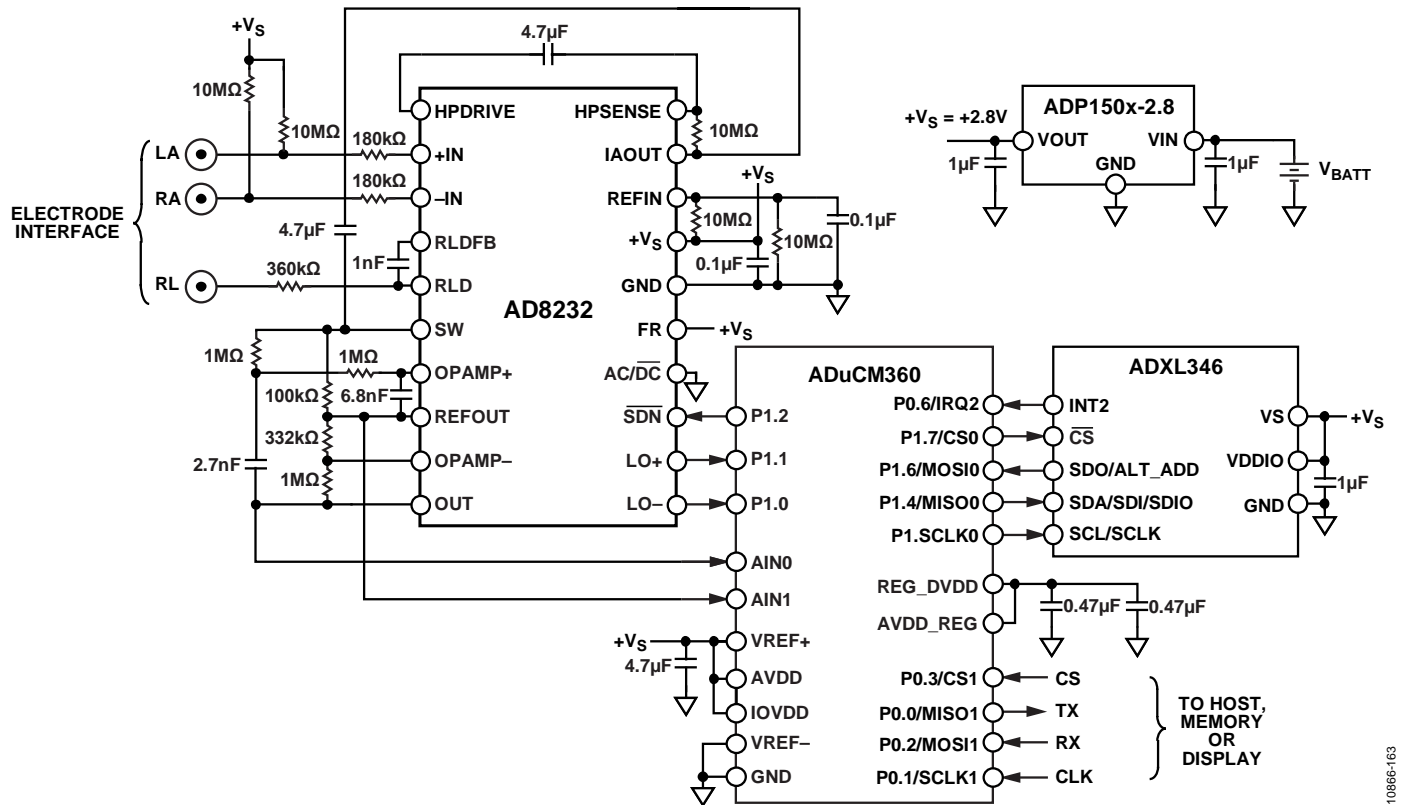 +VS
4.7µF
10MΩ
10MΩ
LA
180kΩ
RA
180kΩ
ELECTRODE
INTERFACE
4.7µF
1nF
RL
360kΩ
1MΩ
1MΩ
100kΩ
6.8nF
332kΩ
2.7nF
1MΩ
HPDRIVE
+IN
–IN
RLDFB
RLD
SW
OPAMP+
REFOUT
OPAMP–
OUT
AD8232
HPSENSE
IAOUT
REFIN
+VS
GND
FR
AC/DC
SDN
LO+
LO–
10MΩ
+VS
10MΩ
0.1µF
10MΩ
0.1µF
+VS
ADP150x-2.8
+VS = +2.8V
VOUT
VIN
GND
1µF
1µF
VBATT
ADuCM360
P1.2
P1.1
P1.0
AIN0
AIN1
+VS
VREF+
4.7µF
AVDD
IOVDD
VREF–
GND
P0.6/IRQ2
P1.7/CS0
P1.6/MOSI0
P1.4/MISO0
P1.SCLK0
REG_DVDD
AVDD_REG
0.47µF
0.47µF
P0.3/CS1
P0.0/MISO1
P0.2/MOSI1
P0.1/SCLK1
CS
TX
RX
CLK
TO HOST,
MEMORY
OR
DISPLAY
ADXL346
INT2
CS
SDO/ALT_ADD
SDA/SDI/SDIO
SCL/SCLK
VS
VDDIO
GND
+VS
1µF
10866-163